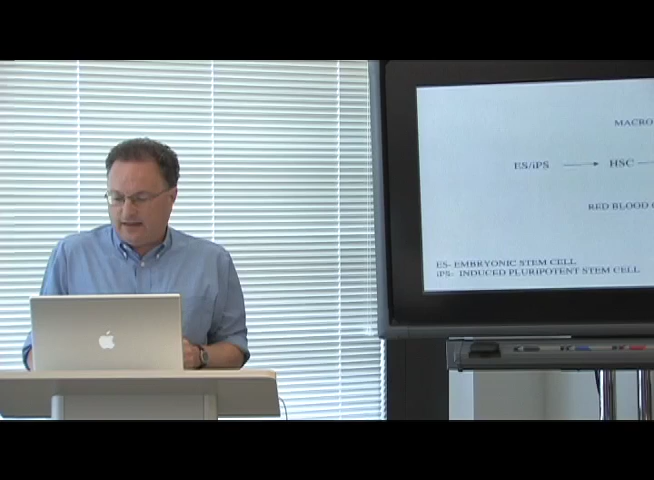 MACRO
ES/iPS HSC
RED BLOOD
ES- EMBRYONIC STEM CELL
iPS- INDUCED PLURIPOTENT STEM CELL